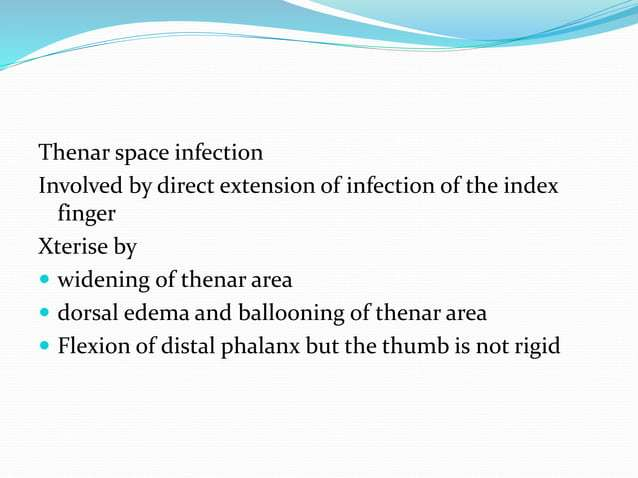 Thenar space infection
Involved by direct extension of infection of the index
finger
Xterise by
widening of thenar area
dorsal edema and ballooning of thenar area
Flexion of distal phalanx but the thumb is not rigid